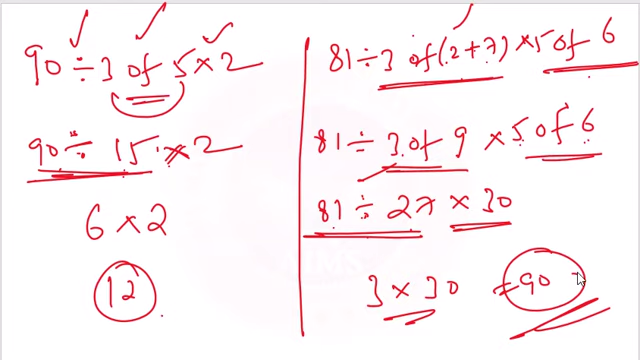 90 ÷ 3 of 5 × 2
90 ÷ 15 × 2
6 × 2
12
81 ÷ 3 of (2 + 7) × 5 of 6
81 ÷ 3 of 9 × 5 of 6
81 ÷ 27 × 30
3 × 30 = 90